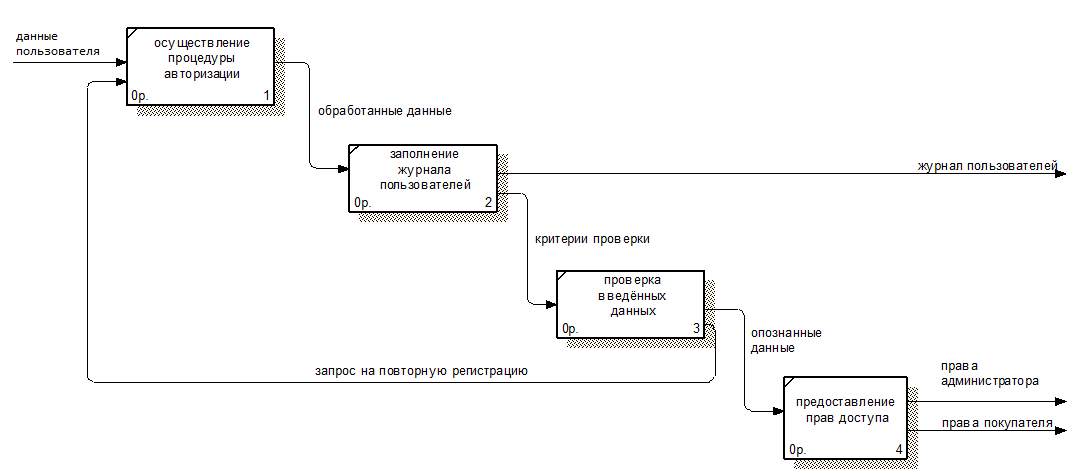 данные
пользователя
осуществление
процедуры
авторизации
0р. 1
обработанные данные
заполнение
журнала
пользователей
0р. 2
журнал пользователей
критерии проверки
проверка
введённых
данных
0р. 3
опознанные
данные
запрос на повторную регистрацию
предоставление
прав доступа
0р. 4
права
администратора
права покупателя